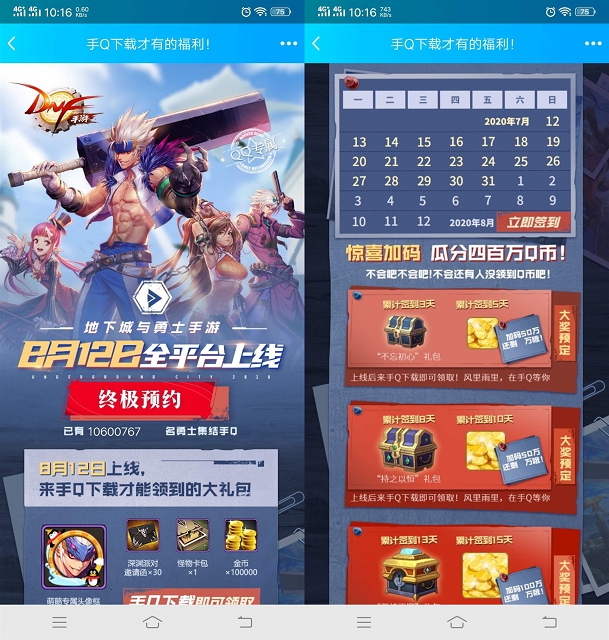 4G 4G 10:16 0.60 KB/s 75
手Q下载才有的福利！
DNF
手游
QQ专属
地下城与勇士手游
8月12日全平台上线
UNDERGROUND CITY 2020
终极预约
已有 10600767 名勇士集结手Q
8月12日上线，
来手Q下载才能领到的大礼包
深渊派对
邀请函×30
怪物卡包
×1
金币
×100000
萌酷专属头像框
手Q下载即可领取
4G 4G 10:16 743 KB/s 75
手Q下载才有的福利！
一 二 三 四 五 六 日
2020年7月 12
13 14 15 16 17 18 19
20 21 22 23 24 25 26
27 28 29 30 31 1 2
3 4 5 6 7 8 9
10 11 12 2020年8月 立即签到
惊喜加码 瓜分四百万Q币！
不会吧不会吧！不会还有人没领到Q币吧！
累计签到3天 累计签到5天
加码50万
还剩 万额！
大奖预定
“不忘初心”礼包
上线后来手Q下载即可领取！风里雨里，在手Q等你
累计签到8天 累计签到10天
加码50万
还剩 万额！
大奖预定
“持之以恒”礼包
上线后来手Q下载即可领取！风里雨里，在手Q等你
累计签到13天 累计签到15天
加码100万
还剩 万额！
大奖预定